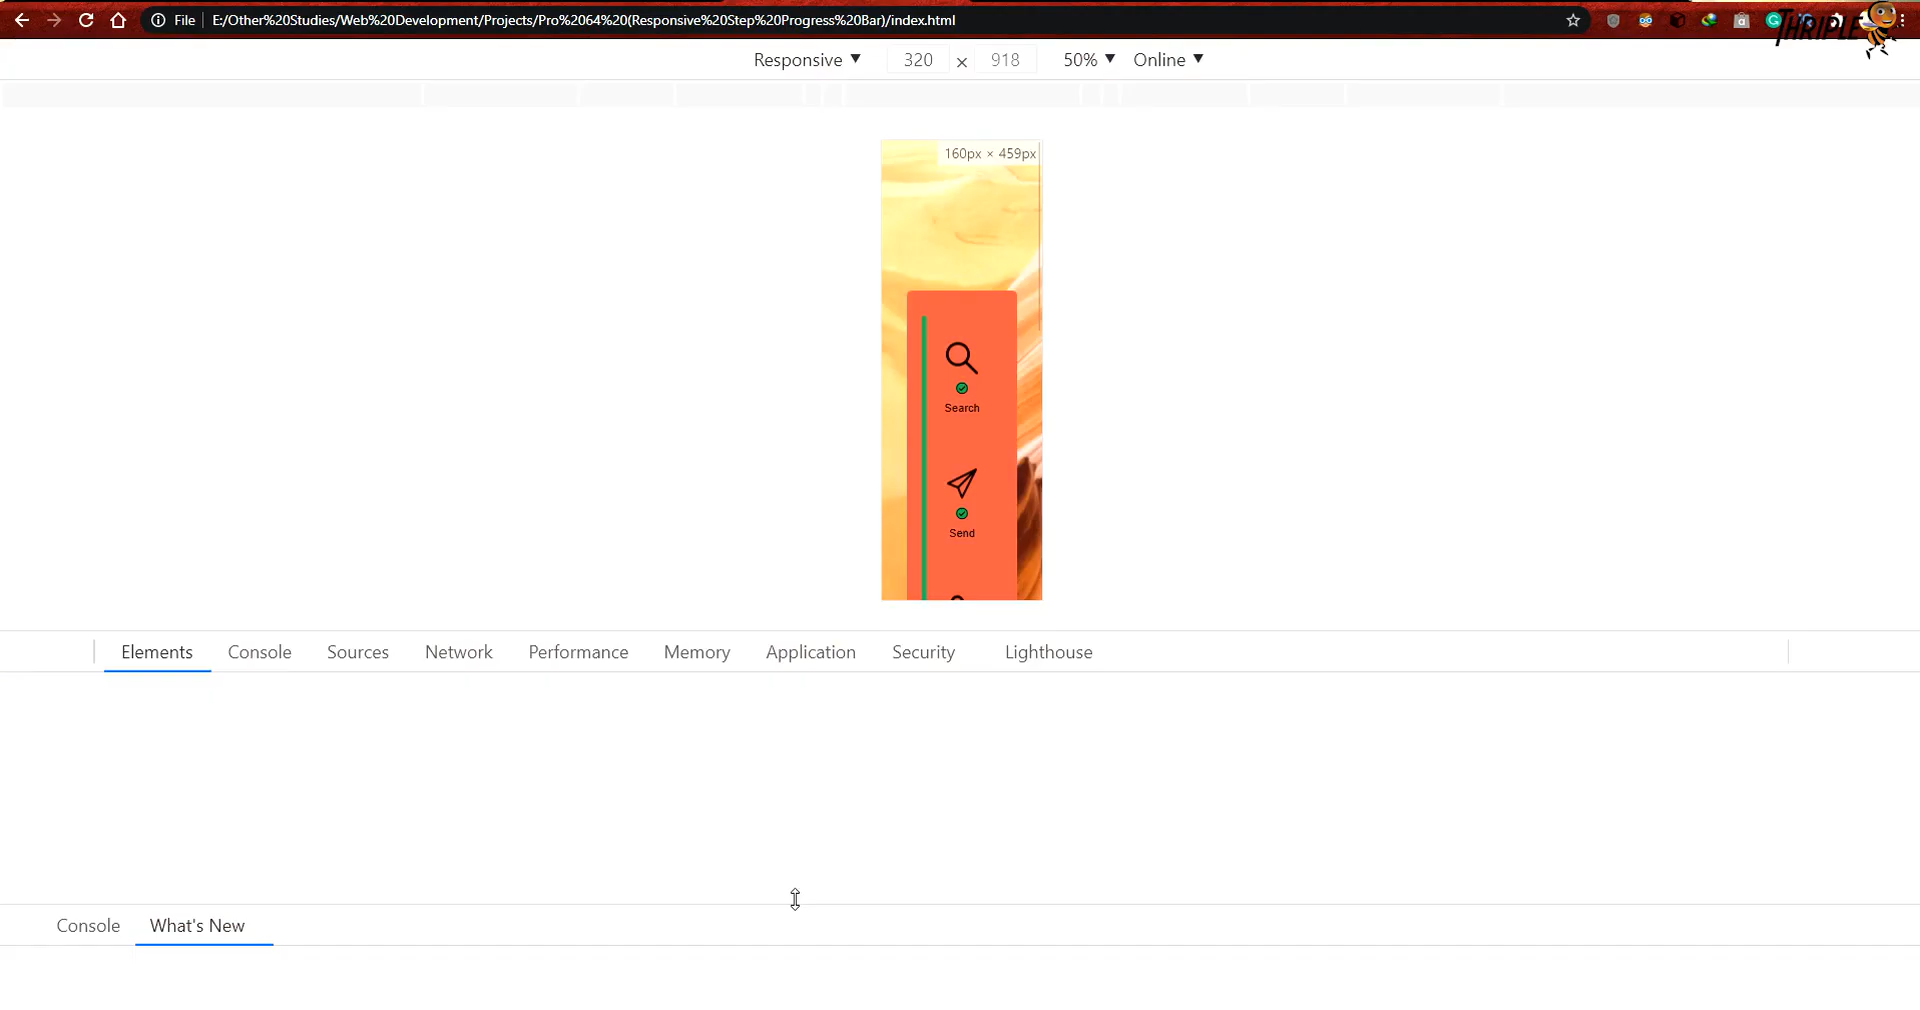 File E:/Other%20Studies/Web%20Development/Projects/Pro%2064%20(Responsive%20Step%20Progress%20Bar)/index.html
THRIPLE
Responsive ▼ 320 × 918 50% ▼ Online ▼
160px × 459px
Search
Send
Elements Console Sources Network Performance Memory Application Security Lighthouse
Console What's New